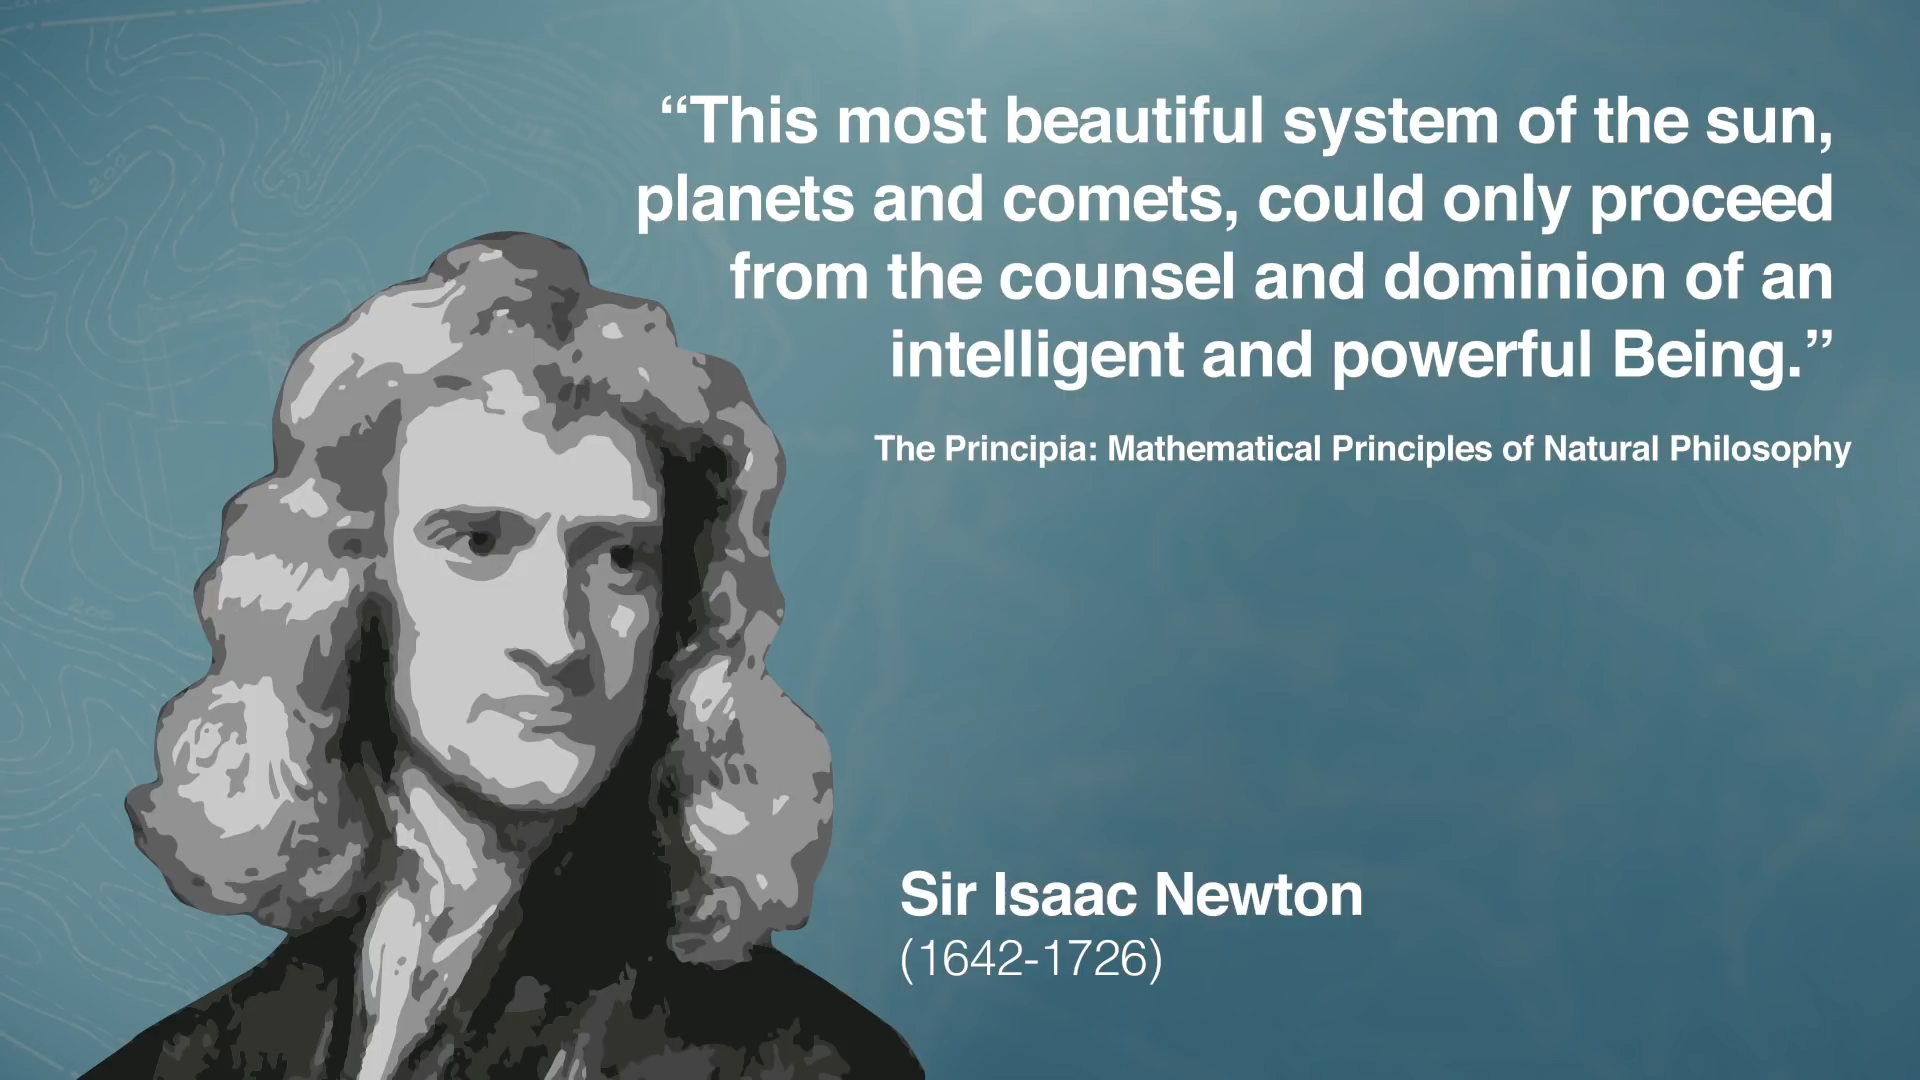 “This most beautiful system of the sun,
planets and comets, could only proceed
from the counsel and dominion of an
intelligent and powerful Being.”
The Principia: Mathematical Principles of Natural Philosophy
Sir Isaac Newton
(1642-1726)
200